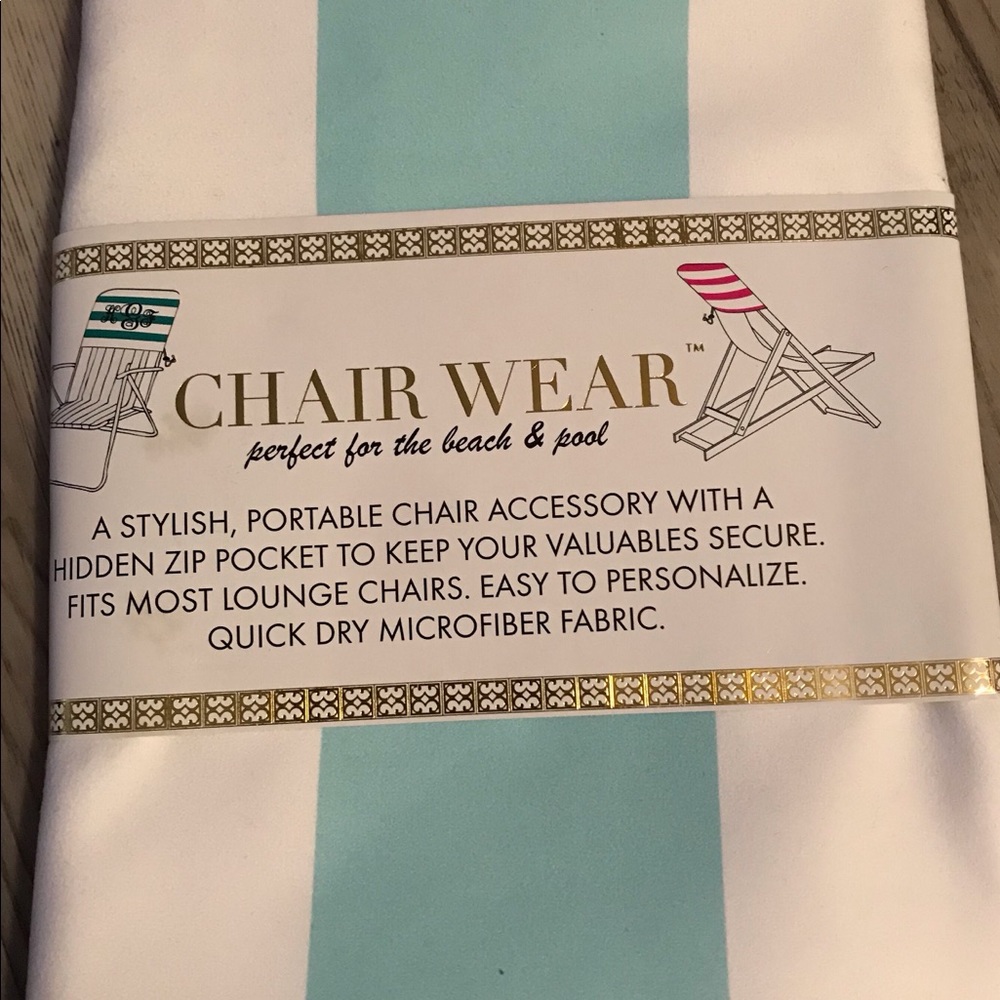 CHAIR WEAR™
perfect for the beach & pool
A STYLISH, PORTABLE CHAIR ACCESSORY WITH A
HIDDEN ZIP POCKET TO KEEP YOUR VALUABLES SECURE.
FITS MOST LOUNGE CHAIRS. EASY TO PERSONALIZE.
QUICK DRY MICROFIBER FABRIC.